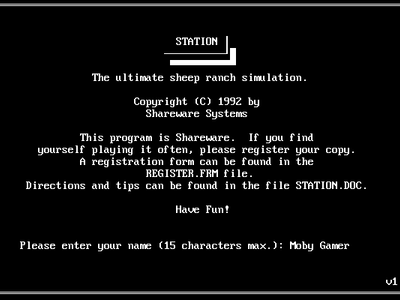 STATION
The ultimate sheep ranch simulation.
Copyright (C) 1992 by
Shareware Systems
This program is Shareware.  If you find
yourself playing it often, please register your copy.
A registration form can be found in the
REGISTER.FRM file.
Directions and tips can be found in the file STATION.DOC.
Have Fun!
Please enter your name (15 characters max.): Moby Gamer
v1